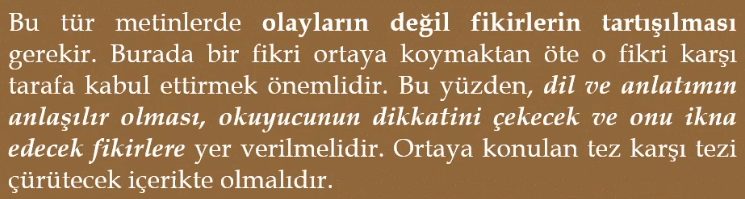 Bu tür metinlerde olayların değil fikirlerin tartışılması
gerekir. Burada bir fikri ortaya koymaktan öte o fikri karşı
tarafa kabul ettirmek önemlidir. Bu yüzden, dil ve anlatımın
anlaşılır olması, okuyucunun dikkatini çekecek ve onu ikna
edecek fikirlere yer verilmelidir. Ortaya konulan tez karşı tezi
çürütecek içerikte olmalıdır.